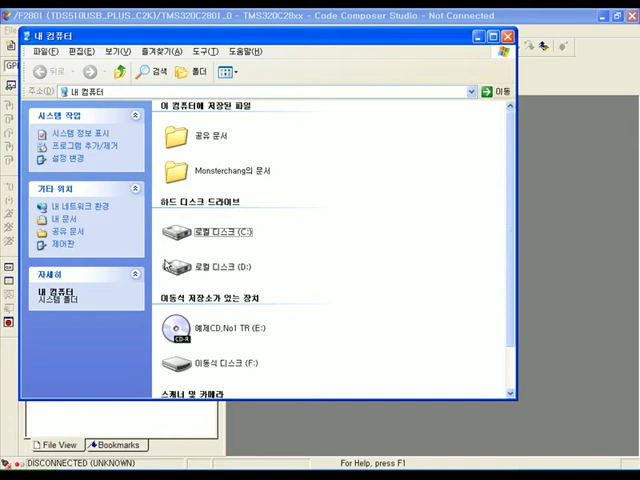 /F2801 (TDS510USB_PLUS_C2K)/TMS320C2801_0 - TMS320C28xx - Code Composer Studio - Not Connected
내 컴퓨터
파일(F) 편집(E) 보기(V) 즐겨찾기(A) 도구(T) 도움말(H)
뒤로 검색 폴더
주소(D) 내 컴퓨터 이동
시스템 작업
시스템 정보 표시
프로그램 추가/제거
설정 변경
기타 위치
내 네트워크 환경
내 문서
공유 문서
제어판
자세히
내 컴퓨터
시스템 폴더
이 컴퓨터에 저장된 파일
공유 문서
Monsterchang의 문서
하드 디스크 드라이브
로컬 디스크 (C:)
로컬 디스크 (D:)
이동식 저장소가 있는 장치
CD-R
예제CD,No1 TR (E:)
이동식 디스크 (F:)
스캐너 및 카메라
File View Bookmarks
DISCONNECTED (UNKNOWN) For Help, press F1